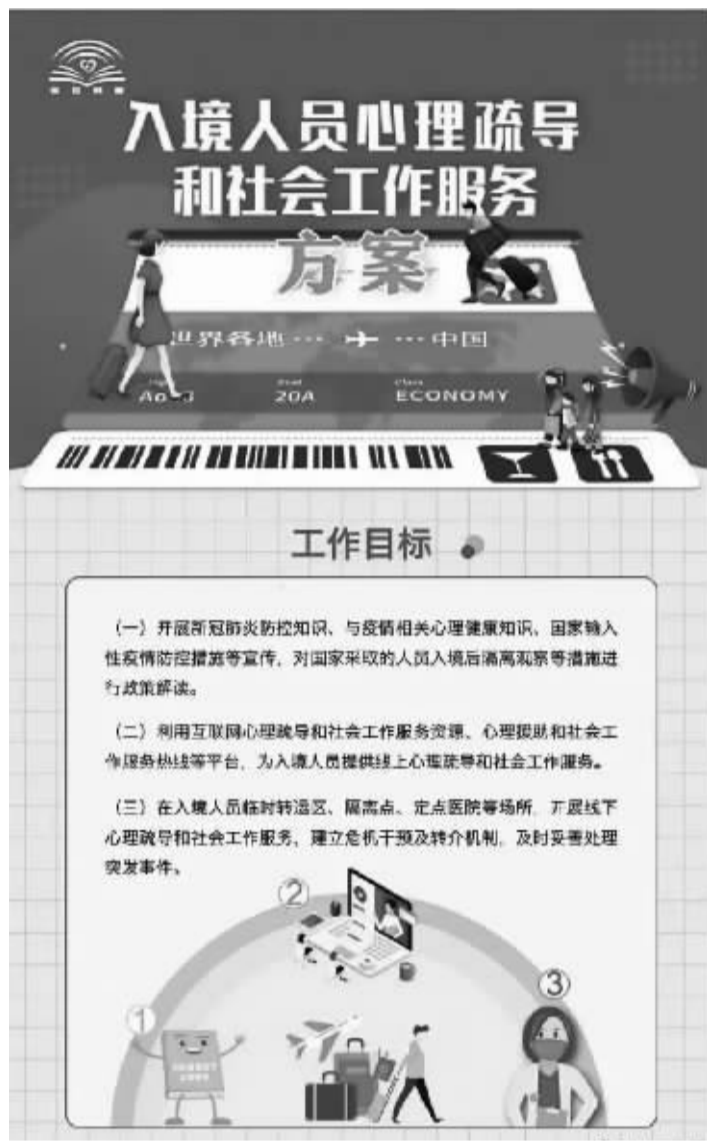 入境人员心理疏导
和社会工作服务
方案
世界各地 ··· ✈ ··· 中国
Seat
Class
20A
ECONOMY
工作目标
（一）开展新冠肺炎防控知识、与疫情相关心理健康知识、国家输入
性疫情防控措施等宣传，对国家采取的人员入境后隔离观察等措施进
行政策解读。
（二）利用互联网心理疏导和社会工作服务资源、心理援助和社会工
作服务热线等平台，为入境人员提供线上心理疏导和社会工作服务。
（三）在入境人员临时转运区、隔离点、定点医院等场所，开展线下
心理疏导和社会工作服务，建立危机干预及转介机制，及时妥善处理
突发事件。
②
①
③